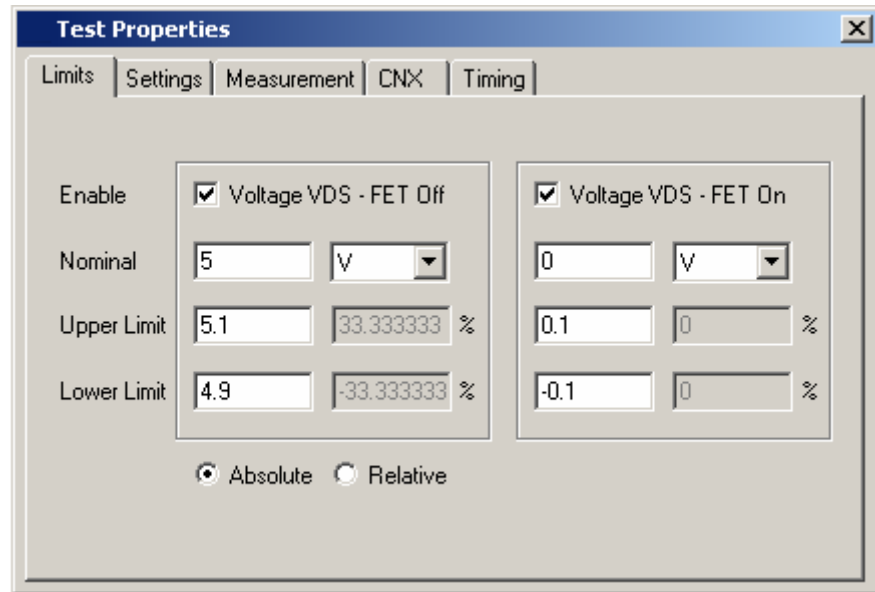 Test Properties
Limits Settings Measurement CNX Timing
Enable Voltage VDS - FET Off Voltage VDS - FET On
Nominal 5 V 0 V
Upper Limit 5.1 33.333333 % 0.1 0 %
Lower Limit 4.9 -33.333333 % -0.1 0 %
Absolute Relative